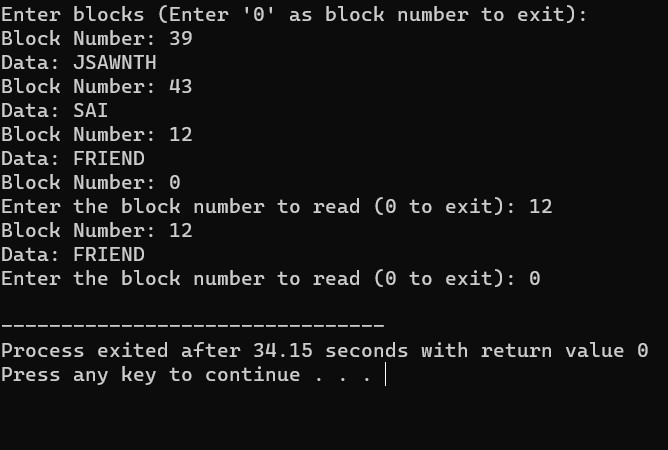 Enter blocks (Enter '0' as block number to exit):
Block Number: 39
Data: JSAWNTH
Block Number: 43
Data: SAI
Block Number: 12
Data: FRIEND
Block Number: 0
Enter the block number to read (0 to exit): 12
Block Number: 12
Data: FRIEND
Enter the block number to read (0 to exit): 0
--------------------------------
Process exited after 34.15 seconds with return value 0
Press any key to continue . . .